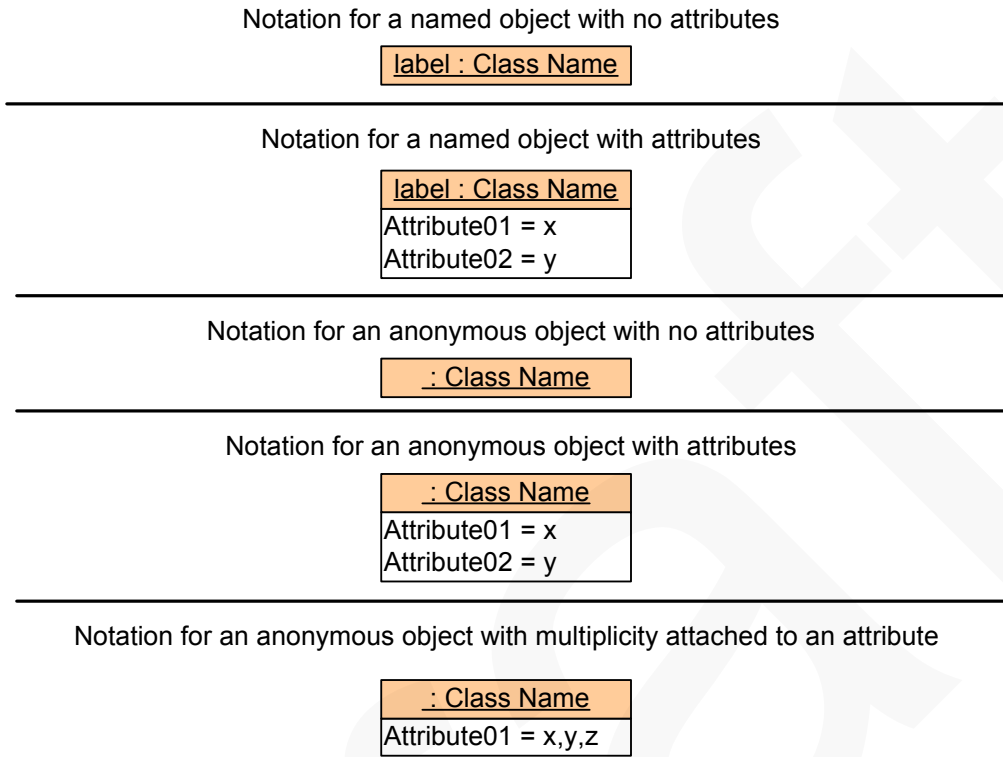 Notation for a named object with no attributes
label : Class Name
Notation for a named object with attributes
label : Class Name
Attribute01 = x
Attribute02 = y
Notation for an anonymous object with no attributes
: Class Name
Notation for an anonymous object with attributes
: Class Name
Attribute01 = x
Attribute02 = y
Notation for an anonymous object with multiplicity attached to an attribute
: Class Name
Attribute01 = x,y,z